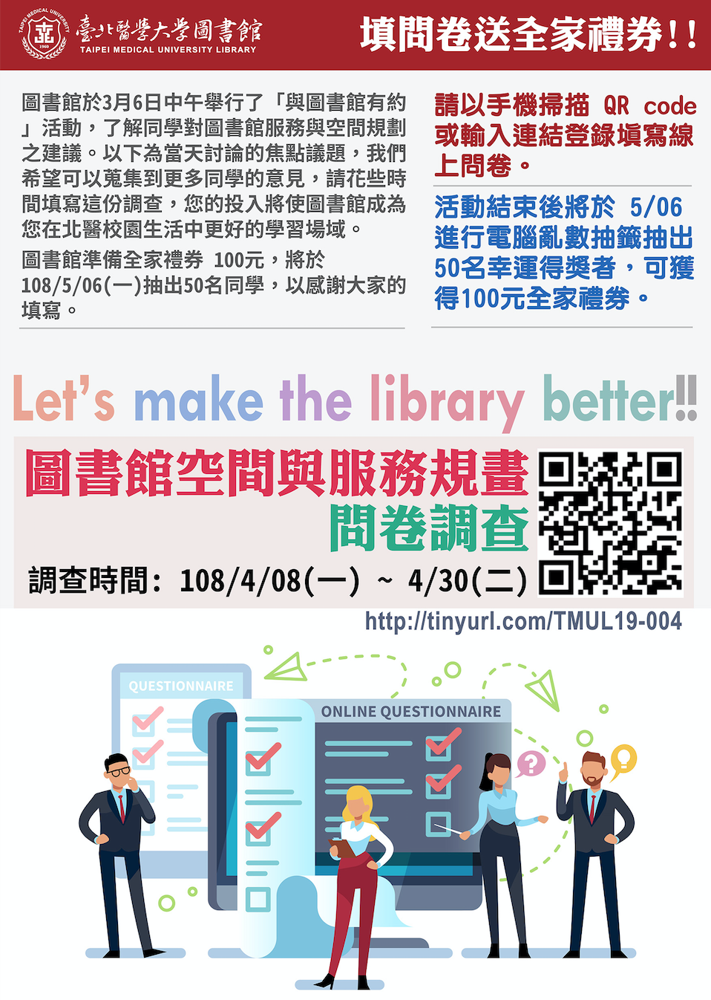 TAIPEI MEDICAL UNIVERSITY
1960
臺北醫學大學圖書館
TAIPEI MEDICAL UNIVERSITY LIBRARY
填問卷送全家禮券!!
圖書館於3月6日中午舉行了「與圖書館有約
」活動，了解同學對圖書館服務與空間規劃
之建議。以下為當天討論的焦點議題，我們
希望可以蒐集到更多同學的意見，請花些時
間填寫這份調查，您的投入將使圖書館成為
您在北醫校園生活中更好的學習場域。
圖書館準備全家禮券 100元，將於
108/5/06(一)抽出50名同學，以感謝大家的
填寫。
請以手機掃描 QR code
或輸入連結登錄填寫線
上問卷。
活動結束後將於 5/06
進行電腦亂數抽籤抽出
50名幸運得獎者，可獲
得100元全家禮券。
Let's make the library better!!
圖書館空間與服務規畫
問卷調查
調查時間: 108/4/08(一) ~ 4/30(二)
http://tinyurl.com/TMUL19-004
QUESTIONNAIRE
ONLINE QUESTIONNAIRE
?